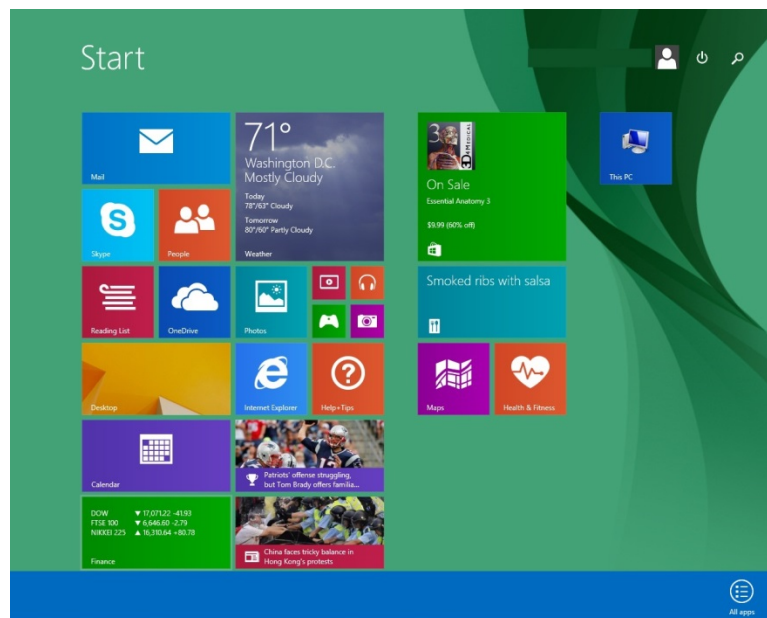 Start
Mail
71°
Washington D.C.
Mostly Cloudy
Today
78°/63° Cloudy
Tomorrow
80°/60° Partly Cloudy
Weather
Skype
People
Reading List
OneDrive
Photos
Desktop
Internet Explorer
Help+Tips
Calendar
Patriots' offense struggling,
but Tom Brady offers familia...
DOW ▼ 17,071.22 -41.93
FTSE 100 ▼ 6,646.60 -2.79
NIKKEI 225 ▲ 16,310.64 +80.78
Finance
China faces tricky balance in
Hong Kong's protests
3
3D4MEDICAL
On Sale
Essential Anatomy 3
$9.99 (60% off)
Smoked ribs with salsa
Maps
Health & Fitness
This PC
All apps